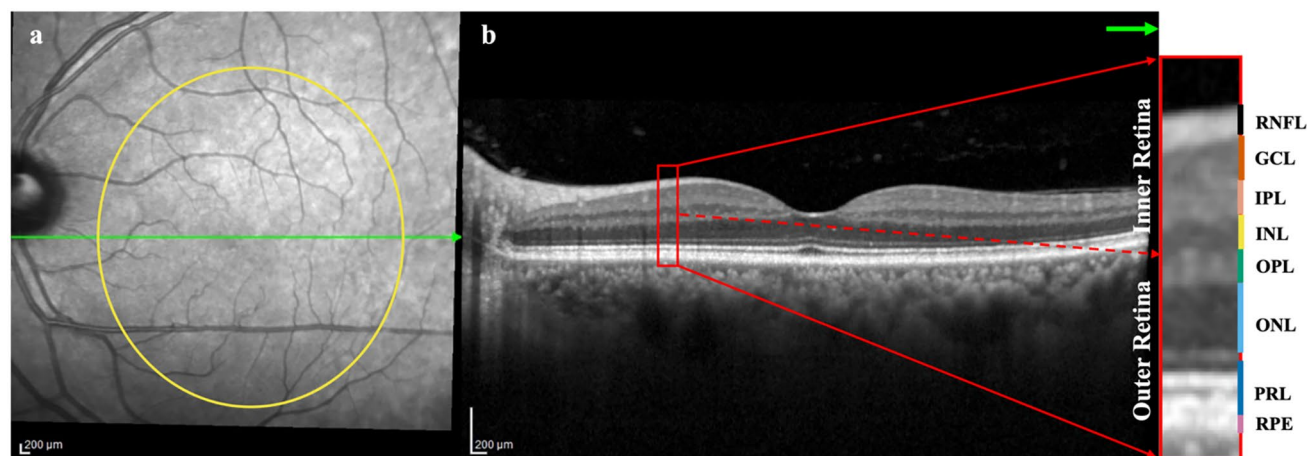 a
b
200 µm
200 µm
Inner Retina
Outer Retina
RNFL
GCL
IPL
INL
OPL
ONL
PRL
RPE